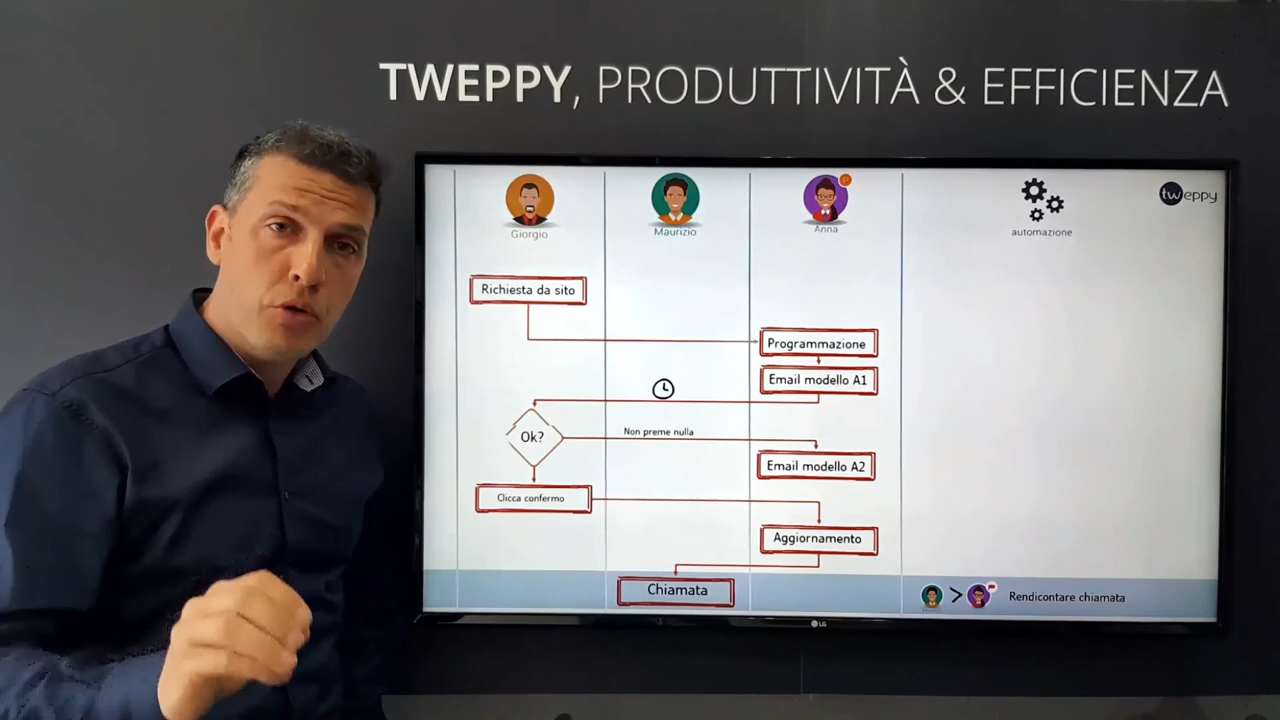 TWEPPY, PRODUTTIVITÀ & EFFICIENZA
tweppy
Giorgio
Maurizio
Anna
automazione
Richiesta da sito
Programmazione
Email modello A1
Ok?
Non preme nulla
Email modello A2
Clicca confermo
Aggiornamento
Chiamata
> Rendicontare chiamata
LG